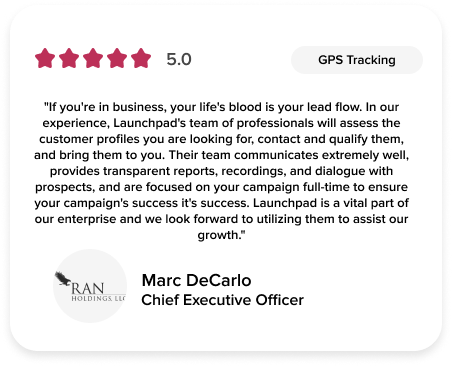 5.0
GPS Tracking
"If you're in business, your life's blood is your lead flow. In our
experience, Launchpad's team of professionals will assess the
customer profiles you are looking for, contact and qualify them,
and bring them to you. Their team communicates extremely well,
provides transparent reports, recordings, and dialogue with
prospects, and are focused on your campaign full-time to ensure
your campaign's success it's success. Launchpad is a vital part of
our enterprise and we look forward to utilizing them to assist our
growth."
RAN
HOLDINGS, LLC
Marc DeCarlo
Chief Executive Officer